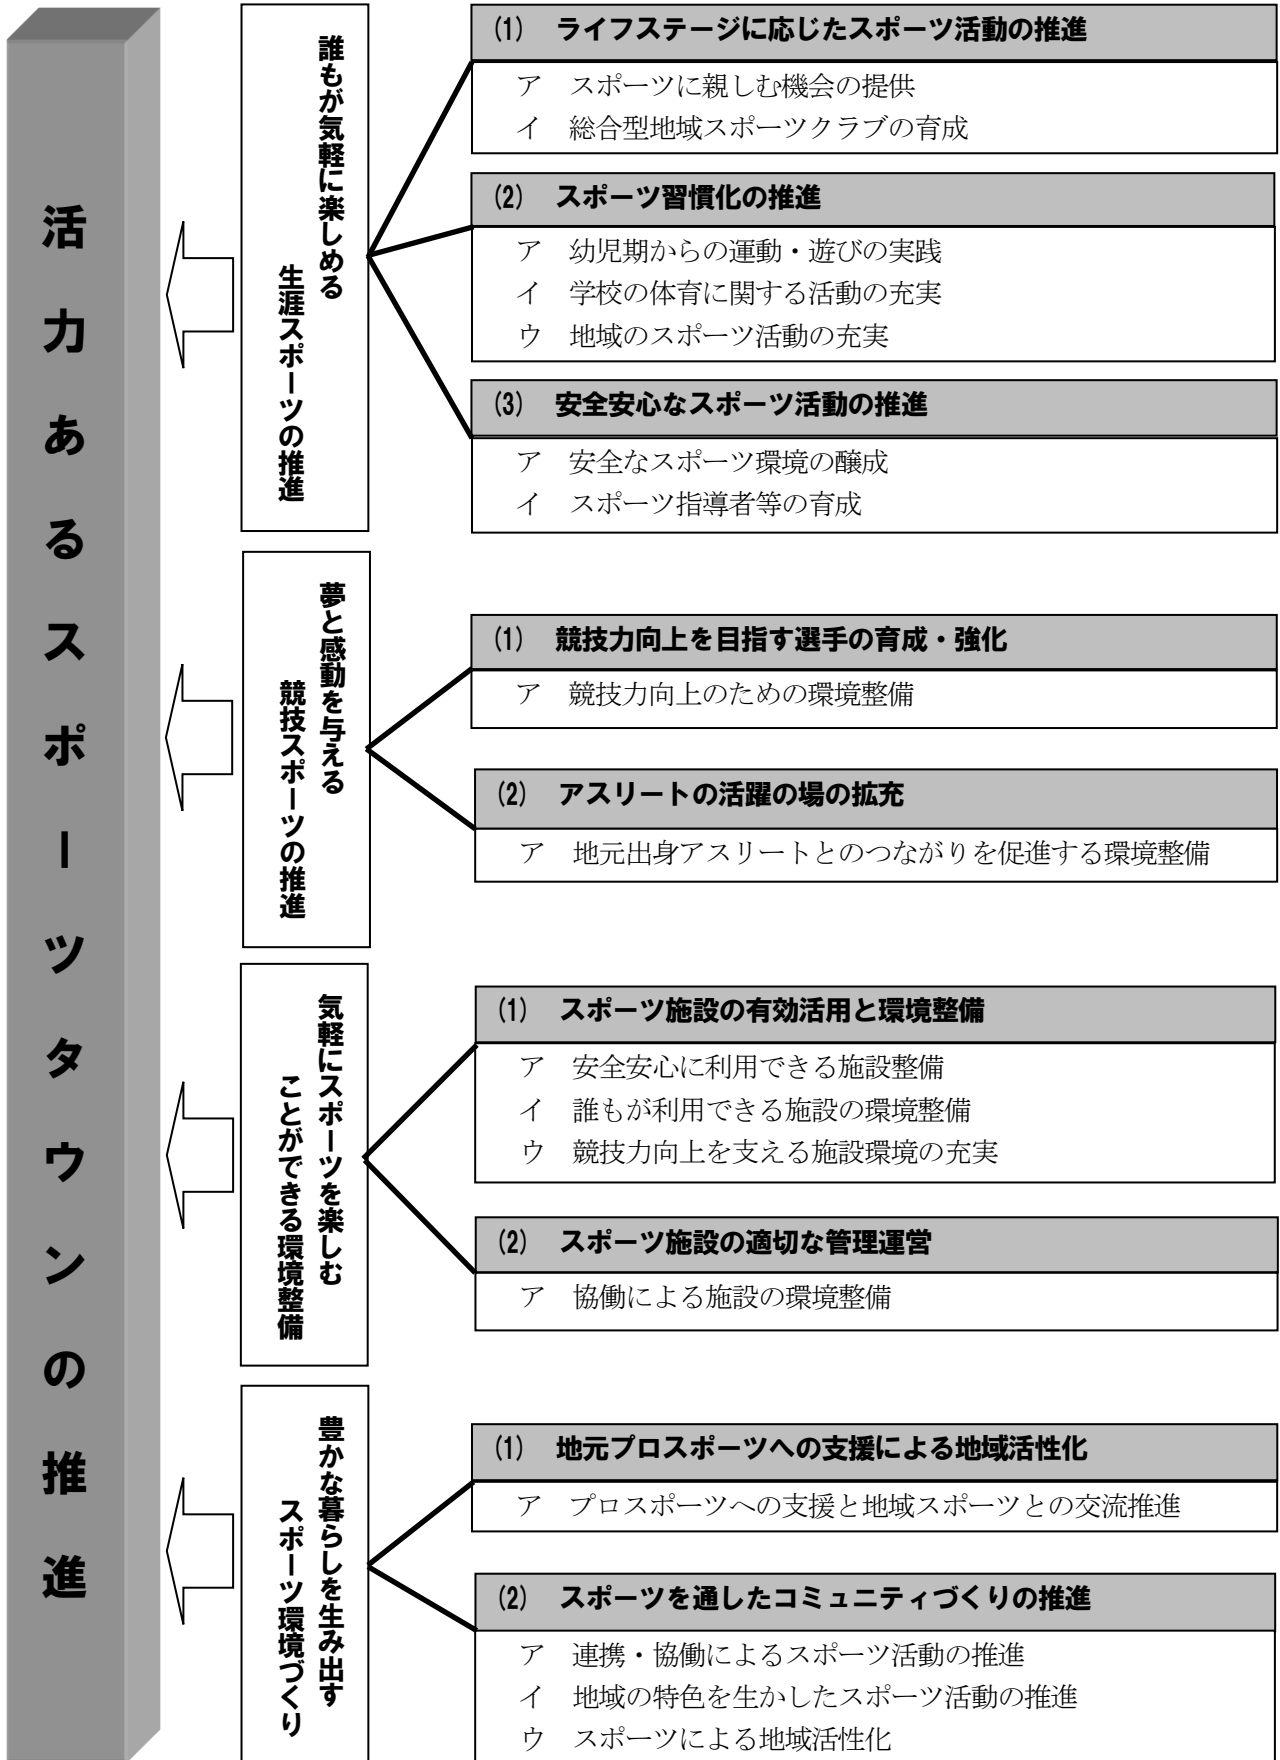 活力あるスポーツタウンの推進
誰もが気軽に楽しめる
生涯スポーツの推進
(1) ライフステージに応じたスポーツ活動の推進
ア スポーツに親しむ機会の提供
イ 総合型地域スポーツクラブの育成
(2) スポーツ習慣化の推進
ア 幼児期からの運動・遊びの実践
イ 学校の体育に関する活動の充実
ウ 地域のスポーツ活動の充実
(3) 安全安心なスポーツ活動の推進
ア 安全なスポーツ環境の醸成
イ スポーツ指導者等の育成
夢と感動を与える
競技スポーツの推進
(1) 競技力向上を目指す選手の育成・強化
ア 競技力向上のための環境整備
(2) アスリートの活躍の場の拡充
ア 地元出身アスリートとのつながりを促進する環境整備
気軽にスポーツを楽しむ
ことができる環境整備
(1) スポーツ施設の有効活用と環境整備
ア 安全安心に利用できる施設整備
イ 誰もが利用できる施設の環境整備
ウ 競技力向上を支える施設環境の充実
(2) スポーツ施設の適切な管理運営
ア 協働による施設の環境整備
豊かな暮らしを生み出す
スポーツ環境づくり
(1) 地元プロスポーツへの支援による地域活性化
ア プロスポーツへの支援と地域スポーツとの交流推進
(2) スポーツを通したコミュニティづくりの推進
ア 連携・協働によるスポーツ活動の推進
イ 地域の特色を生かしたスポーツ活動の推進
ウ スポーツによる地域活性化